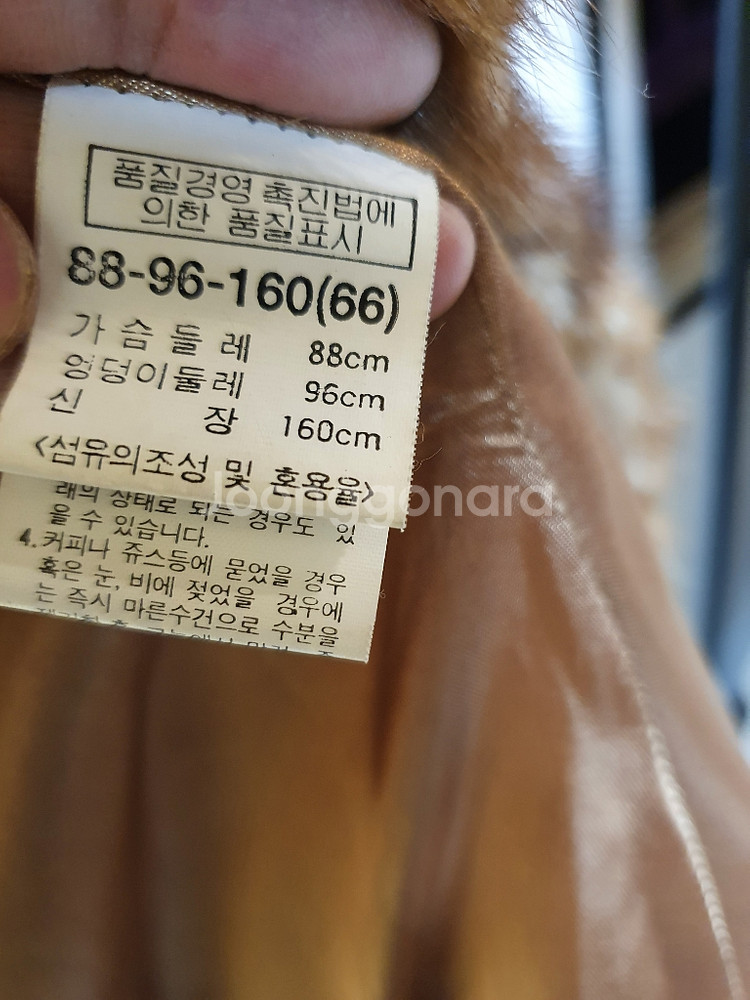 품질경영 촉진법에
의한 품질표시
88-96-160(66)
가슴둘레 88cm
엉덩이둘레 96cm
신장 160cm
<섬유의조성 및 혼용율>
래의 상태로 되는 경우도 있
을 수 있습니다.
4. 커피나 쥬스등에 묻었을 경우
혹은 눈, 비에 젖었을 경우에
는 즉시 마른수건으로 수분을
joonggonara